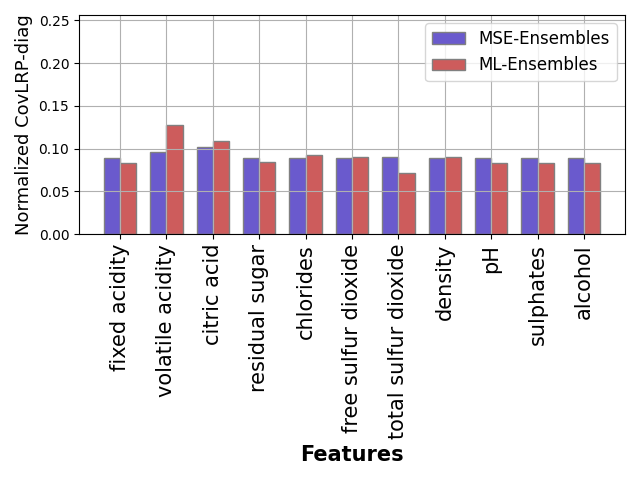 Normalized CovLRP-diag
0.25
0.20
0.15
0.10
0.05
0.00
MSE-Ensembles
ML-Ensembles
fixed acidity
volatile acidity
citric acid
residual sugar
chlorides
free sulfur dioxide
total sulfur dioxide
density
pH
sulphates
alcohol
Features